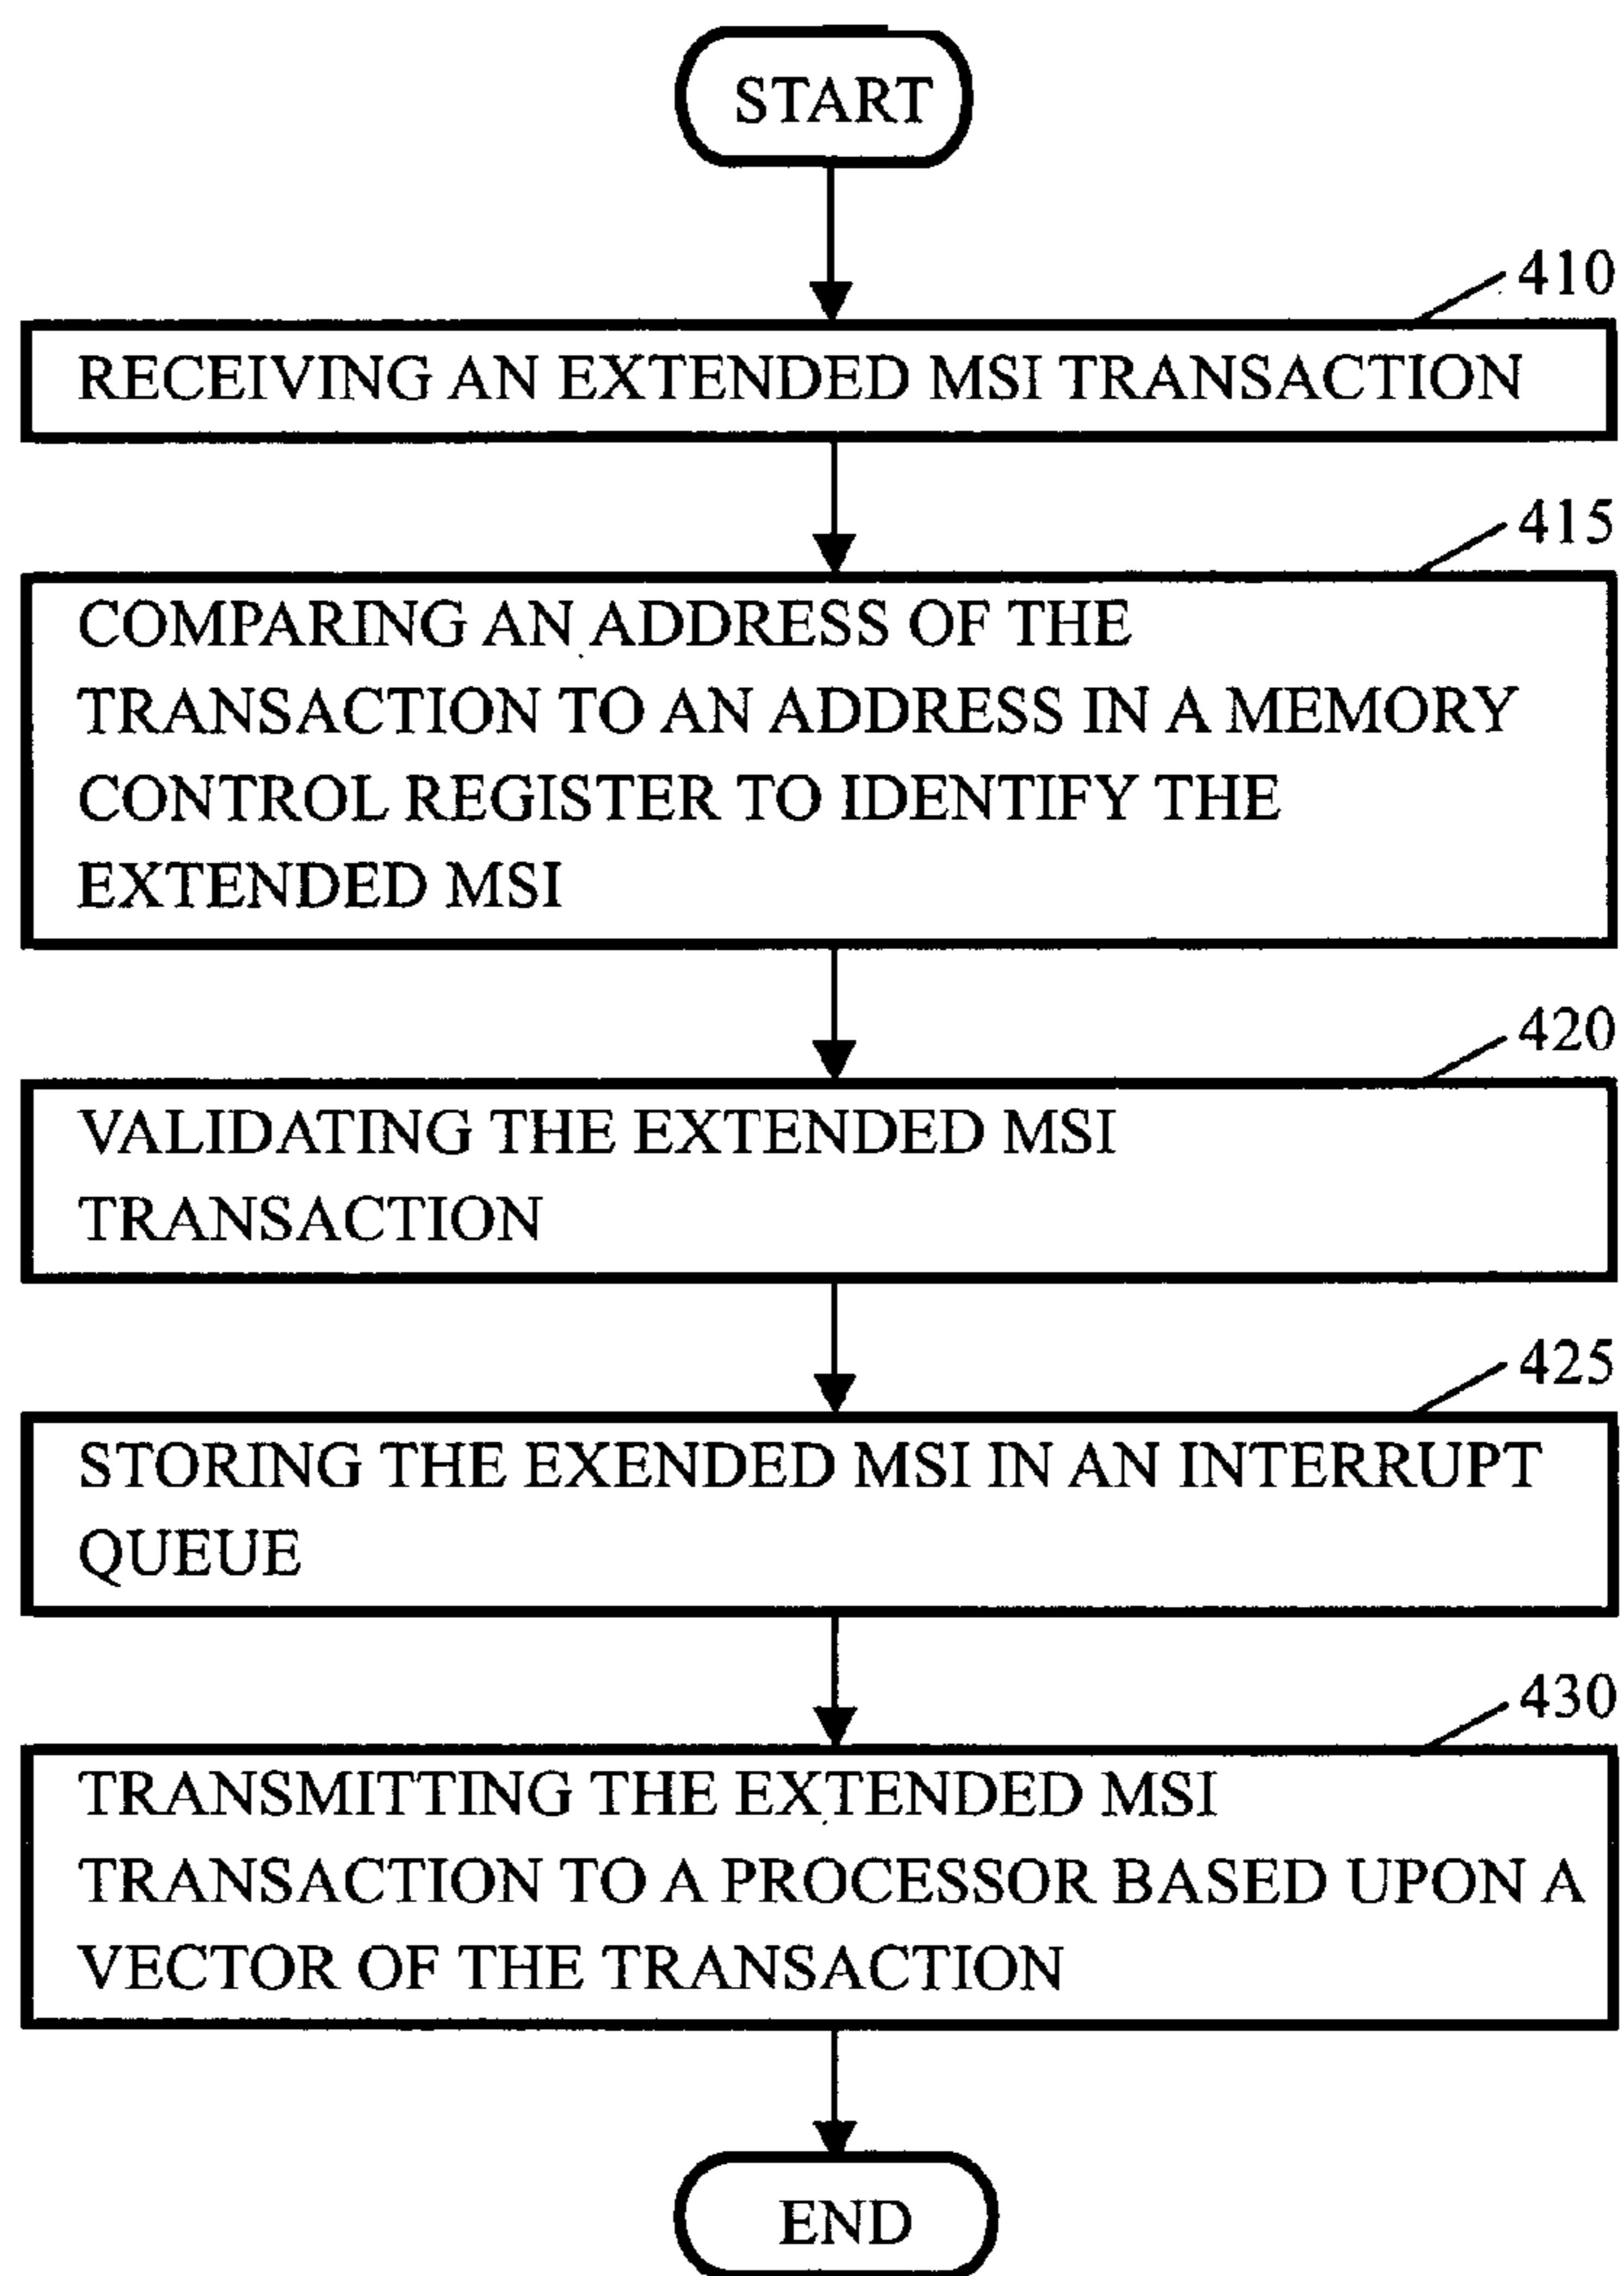 START
410
RECEIVING AN EXTENDED MSI TRANSACTION
415
COMPARING AN ADDRESS OF THE
TRANSACTION TO AN ADDRESS IN A MEMORY
CONTROL REGISTER TO IDENTIFY THE
EXTENDED MSI
420
VALIDATING THE EXTENDED MSI
TRANSACTION
425
STORING THE EXENDED MSI IN AN INTERRUPT
QUEUE
430
TRANSMITTING THE EXTENDED MSI
TRANSACTION TO A PROCESSOR BASED UPON A
VECTOR OF THE TRANSACTION
END